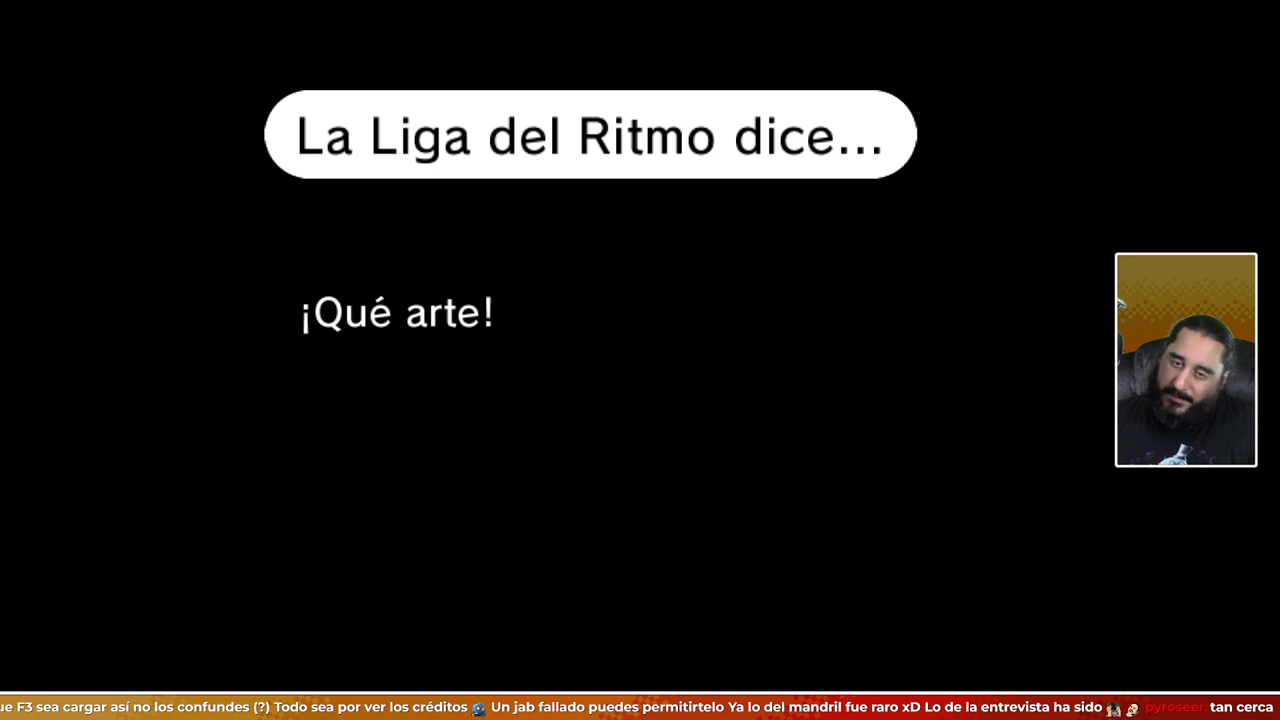 La Liga del Ritmo dice...
¡Qué arte!
ue F3 sea cargar así no los confundes (?) Todo sea por ver los créditos Un jab fallado puedes permitirtelo Ya lo del mandril fue raro xD Lo de la entrevista ha sido pyroseer: tan cerca